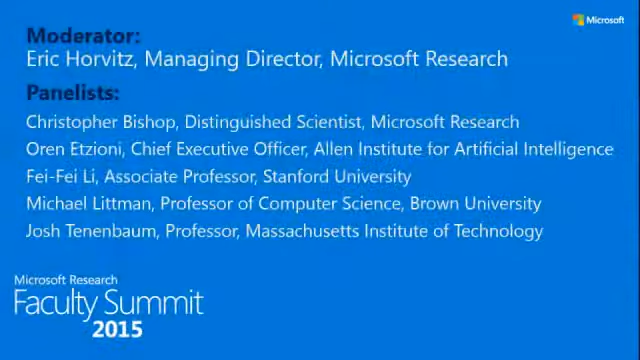 Microsoft
Moderator:
Eric Horvitz, Managing Director, Microsoft Research
Panelists:
Christopher Bishop, Distinguished Scientist, Microsoft Research
Oren Etzioni, Chief Executive Officer, Allen Institute for Artificial Intelligence
Fei-Fei Li, Associate Professor, Stanford University
Michael Littman, Professor of Computer Science, Brown University
Josh Tenenbaum, Professor, Massachusetts Institute of Technology
Microsoft Research
Faculty Summit
2015